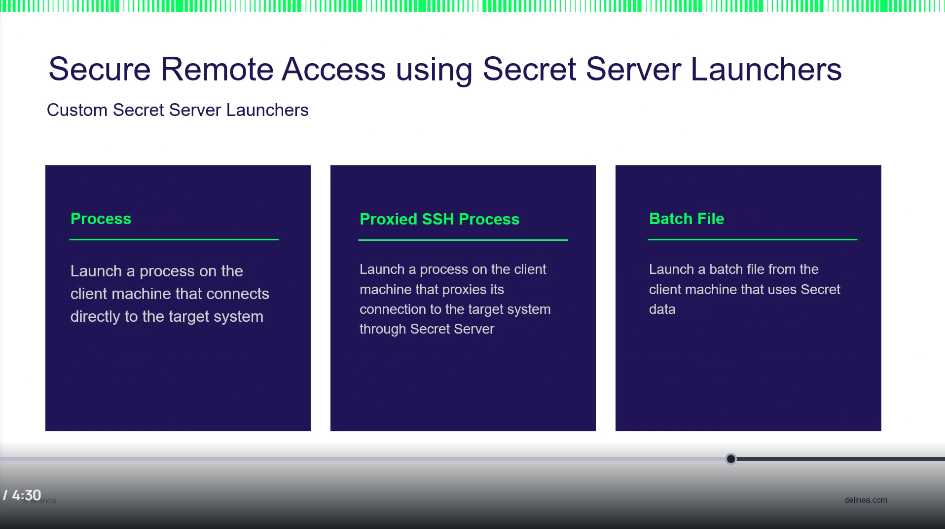 Secure Remote Access using Secret Server Launchers
Custom Secret Server Launchers
Process
Launch a process on the
client machine that connects
directly to the target system
Proxied SSH Process
Launch a process on the client
machine that proxies its
connection to the target system
through Secret Server
Batch File
Launch a batch file from the
client machine that uses Secret
data
/ 4:30
delinea.com